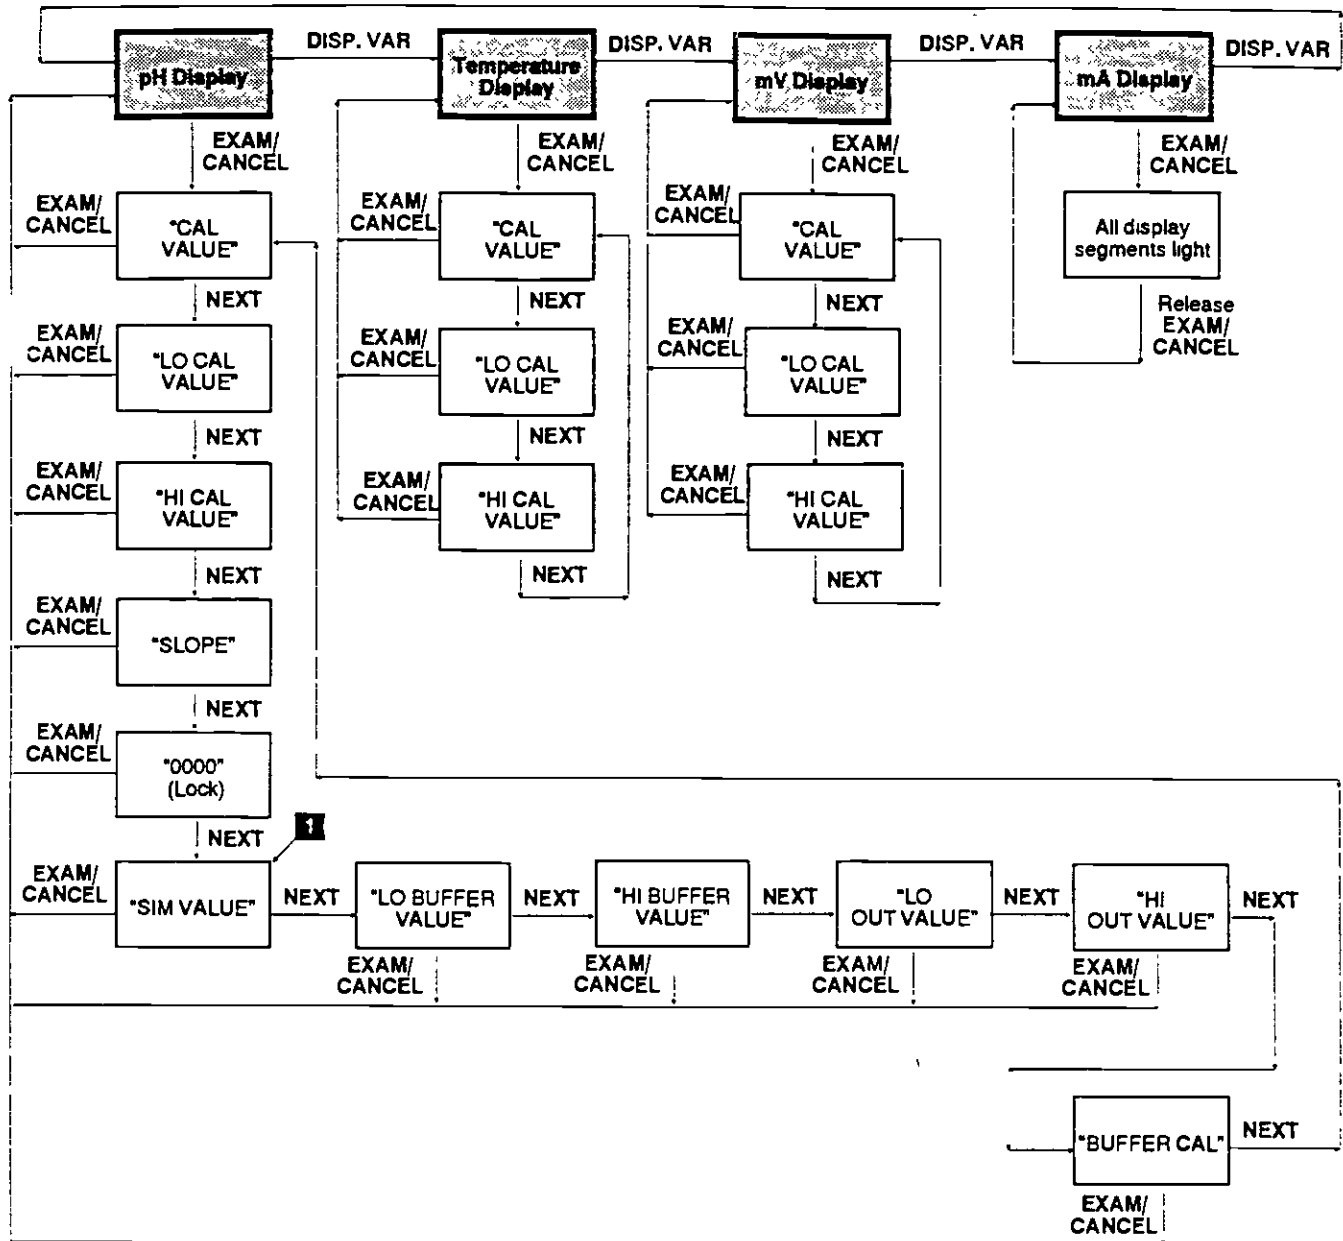 DISP. VAR
DISP. VAR
DISP. VAR
DISP. VAR
pH Display
Temperature
Display
mV Display
mA Display
EXAM/
CANCEL
EXAM/
CANCEL
EXAM/
CANCEL
EXAM/
CANCEL
EXAM/
CANCEL
"CAL
VALUE"
EXAM/
CANCEL
"CAL
VALUE"
EXAM/
CANCEL
"CAL
VALUE"
All display
segments light
NEXT
NEXT
NEXT
Release
EXAM/
CANCEL
EXAM/
CANCEL
"LO CAL
VALUE"
EXAM/
CANCEL
"LO CAL
VALUE"
EXAM/
CANCEL
"LO CAL
VALUE"
NEXT
NEXT
NEXT
EXAM/
CANCEL
"HI CAL
VALUE"
EXAM/
CANCEL
"HI CAL
VALUE"
EXAM/
CANCEL
"HI CAL
VALUE"
NEXT
NEXT
NEXT
EXAM/
CANCEL
"SLOPE"
NEXT
EXAM/
CANCEL
"0000"
(Lock)
NEXT
1
EXAM/
CANCEL
"SIM VALUE"
NEXT
"LO BUFFER
VALUE"
NEXT
"HI BUFFER
VALUE"
NEXT
"LO
OUT VALUE"
NEXT
"HI
OUT VALUE"
NEXT
EXAM/
CANCEL
EXAM/
CANCEL
EXAM/
CANCEL
EXAM/
CANCEL
"BUFFER CAL"
NEXT
EXAM/
CANCEL